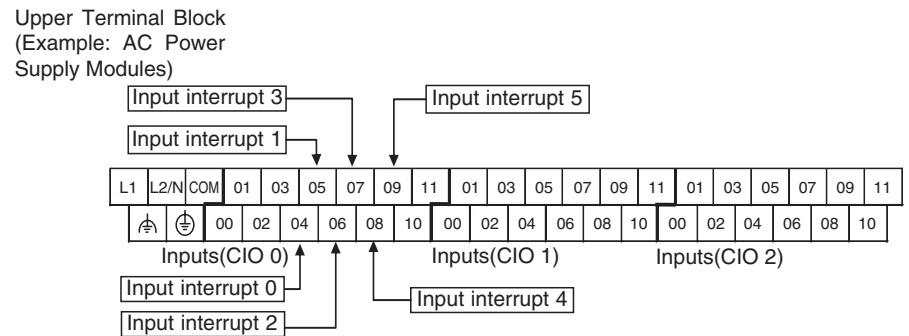 Upper Terminal Block
(Example: AC Power
Supply Modules)
Input interrupt 3
Input interrupt 5
Input interrupt 1
L1 L2/N COM 01 03 05 07 09 11 01 03 05 07 09 11 01 03 05 07 09 11
00 02 04 06 08 10 00 02 04 06 08 10 00 02 04 06 08 10
Inputs(CIO 0) Inputs(CIO 1) Inputs(CIO 2)
Input interrupt 0
Input interrupt 4
Input interrupt 2